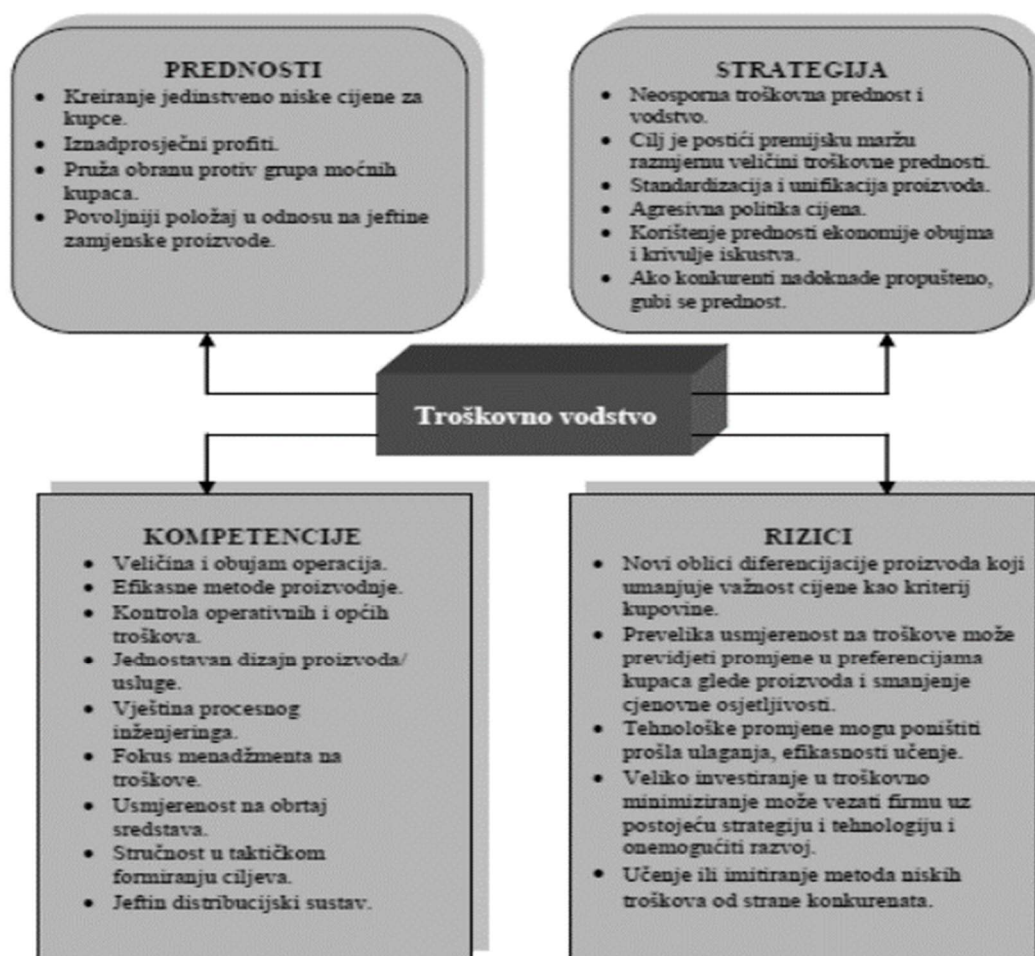 PREDNOSTI
• Kreiranje jedinstveno niske cijene za
kupce.
• Iznadprosječni profiti.
• Pruža obranu protiv grupa moćnih
kupaca.
• Povoljniji položaj u odnosu na jeftine
zamjenske proizvode.
STRATEGIJA
• Neosporna troškovna prednost i
vodstvo.
• Cilj je postići premijsku maržu
razmjernu veličini troškovne prednosti.
• Standardizacija i unifikacija proizvoda.
• Agresivna politika cijena.
• Korištenje prednosti ekonomije obujma
i krivulje iskustva.
• Ako konkurenti nadoknade propušteno,
gubi se prednost.
Troškovno vodstvo
KOMPETENCIJE
• Veličina i obujam operacija.
• Efikasne metode proizvodnje.
• Kontrola operativnih i općih
troškova.
• Jednostavan dizajn proizvoda/
usluge.
• Vještina procesnog
inženjeringa.
• Fokus menadžmenta na
troškove.
• Usmjerenost na obrtaj
sredstava.
• Stručnost u taktičkom
formiranju ciljeva.
• Jeftin distribucijski sustav.
RIZICI
• Novi oblici diferencijacije proizvoda koji
umanjuje važnost cijene kao kriterij
kupovine.
• Prevelika usmjerenost na troškove može
previdjeti promjene u preferencijama
kupaca glede proizvoda i smanjenje
cjenovne osjetljivosti.
• Tehnološke promjene mogu poništiti
prošla ulaganja, efikasnosti učenje.
• Veliko investiranje u troškovno
minimiziranje može vezati firmu uz
postojeću strategiju i tehnologiju i
onemogućiti razvoj.
• Učenje ili imitiranje metoda niskih
troškova od strane konkurenata.